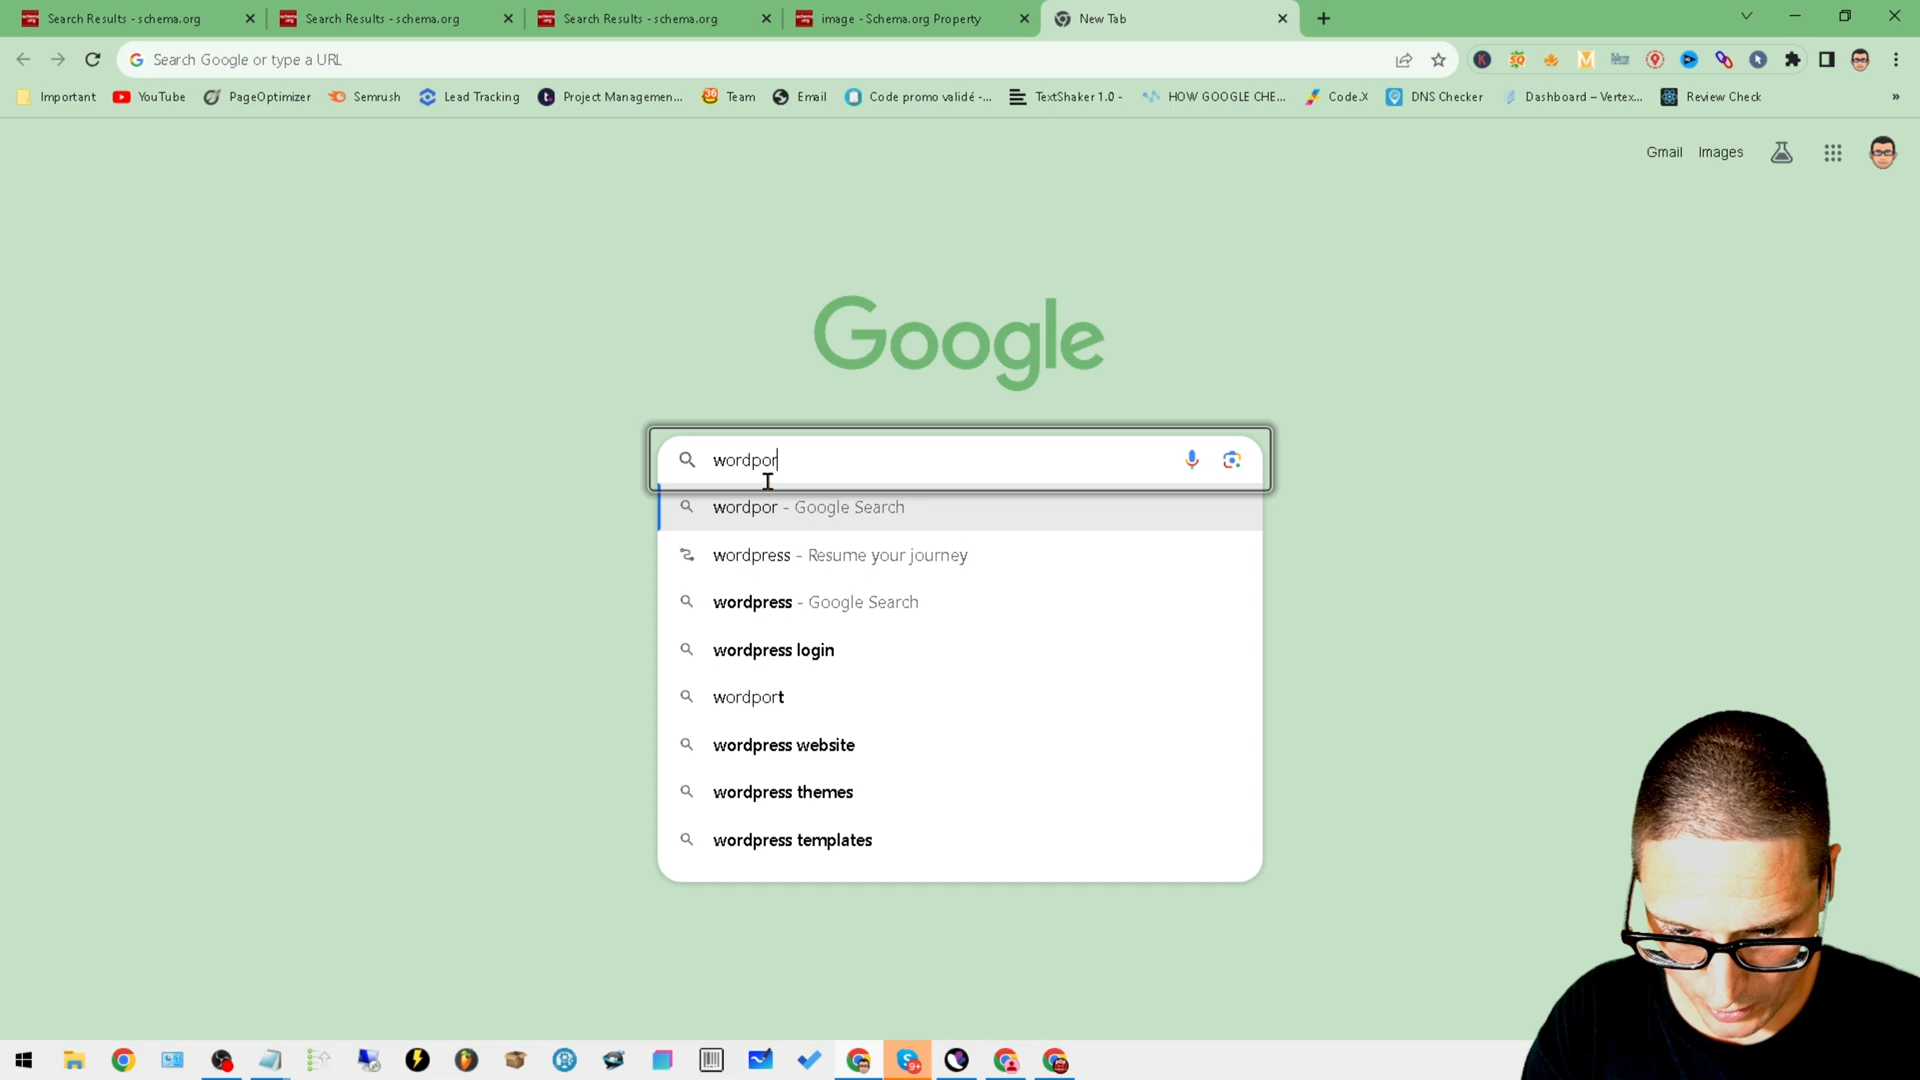 Search Results - schema.org
Search Results - schema.org
Search Results - schema.org
image - Schema.org Property
New Tab
Search Google or type a URL
Important
YouTube
PageOptimizer
Semrush
Lead Tracking
Project Managemen...
Team
Email
Code promo validé -...
TextShaker 1.0 -
HOW GOOGLE CHE...
Code.X
DNS Checker
Dashboard – Vertex...
Review Check
»
Gmail
Images
Google
wordpor
wordpor - Google Search
wordpress - Resume your journey
wordpress - Google Search
wordpress login
wordport
wordpress website
wordpress themes
wordpress templates